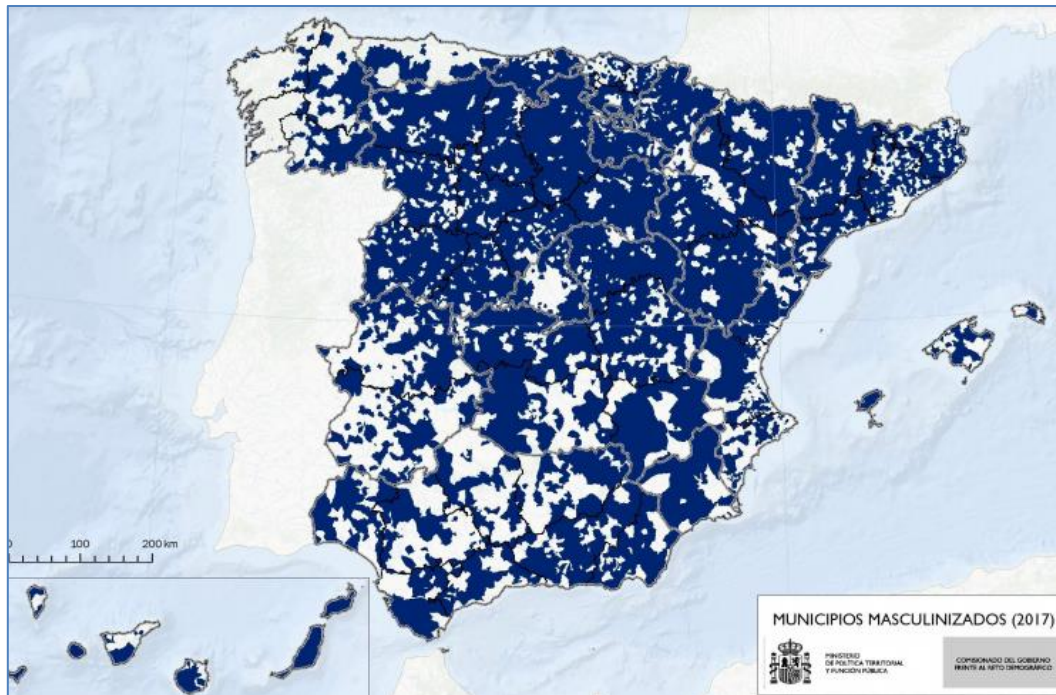 0 100 200 km
MUNICIPIOS MASCULINIZADOS (2017)
MINISTERIO
DE POLÍTICA TERRITORIAL
Y FUNCIÓN PÚBLICA
COMISIONADO DEL GOBIERNO
FRENTE AL RETO DEMOGRÁFICO